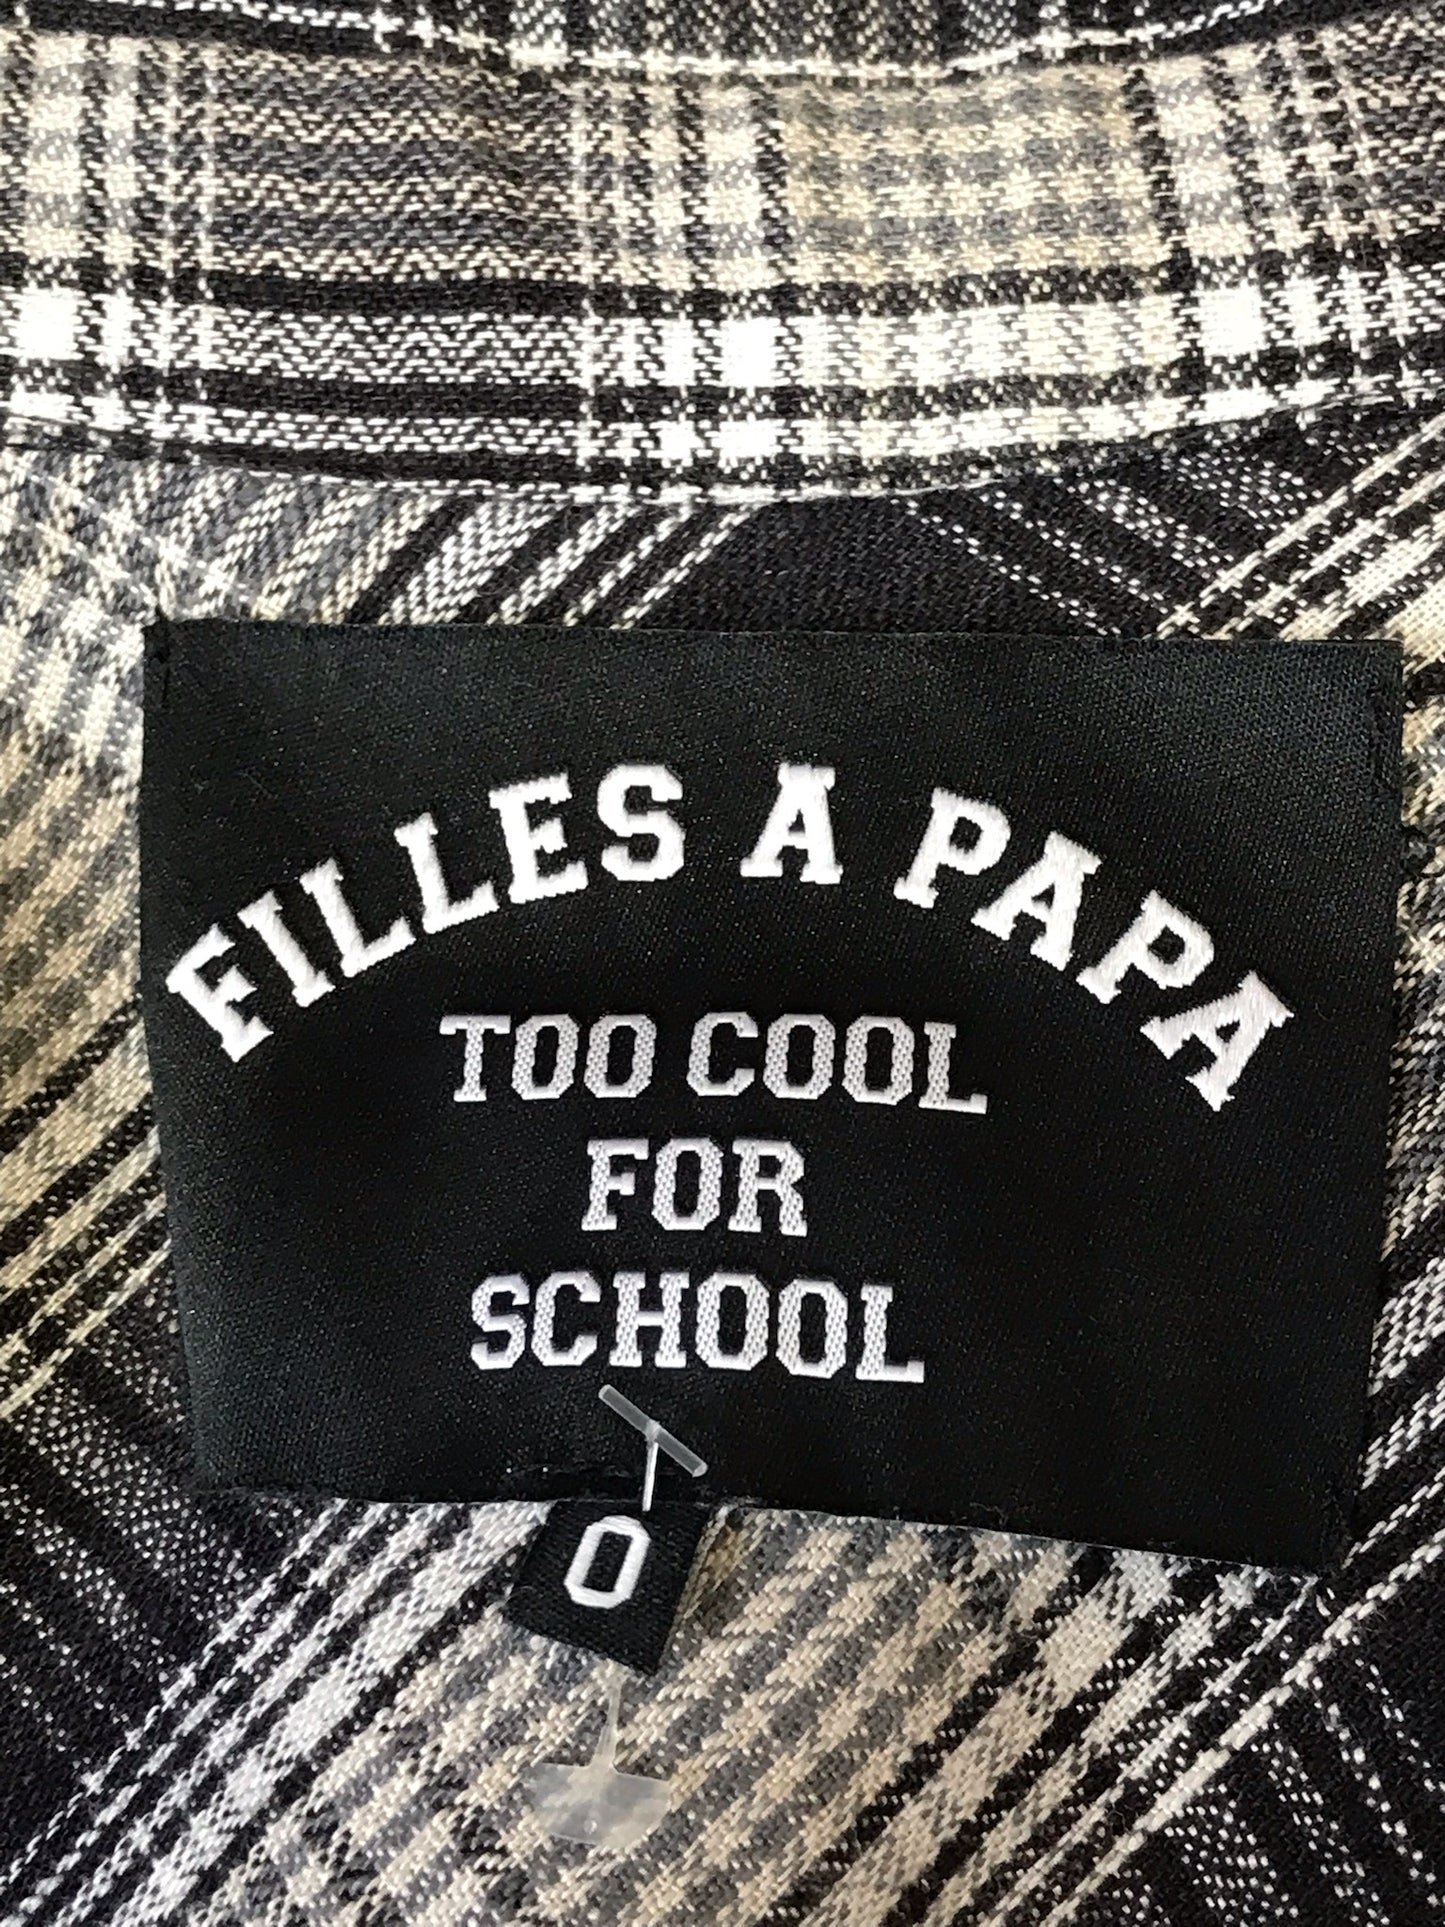 FILLES A PAPA
TOO COOL
FOR
SCHOOL
0